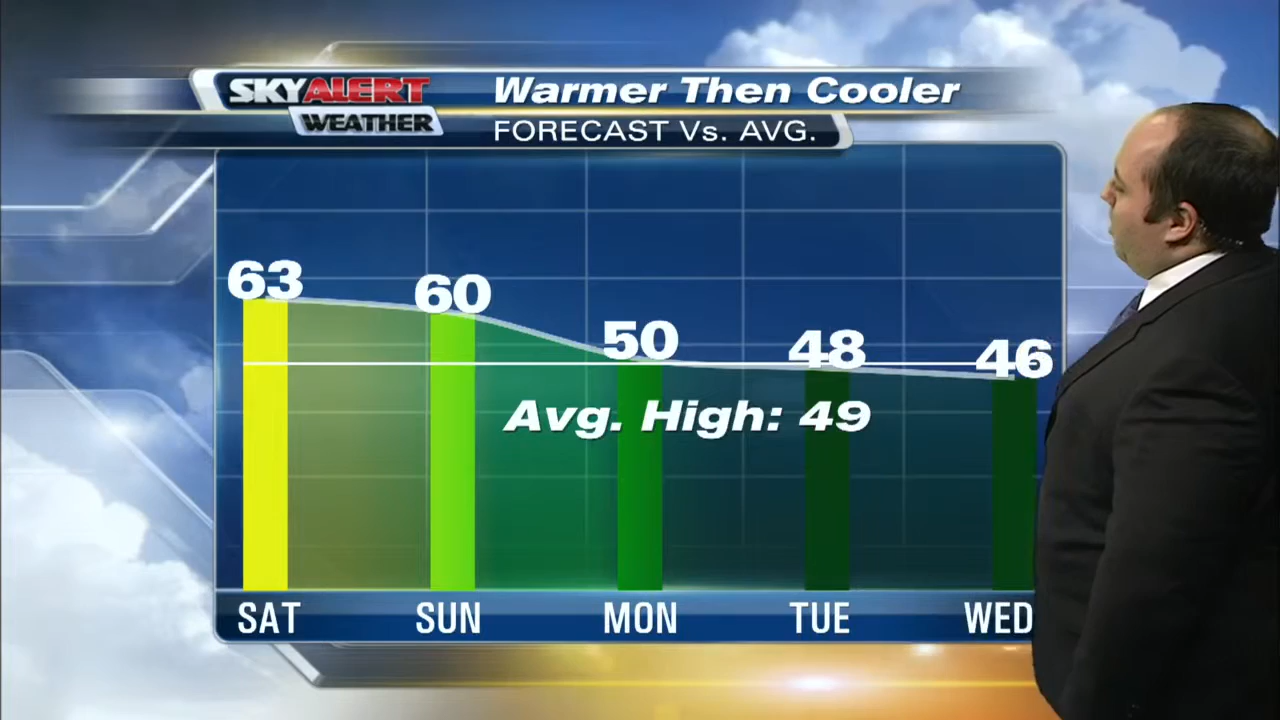 SKYALERT
WEATHER
Warmer Then Cooler
FORECAST Vs. AVG.
63
60
50
48
46
Avg. High: 49
SAT SUN MON TUE WED